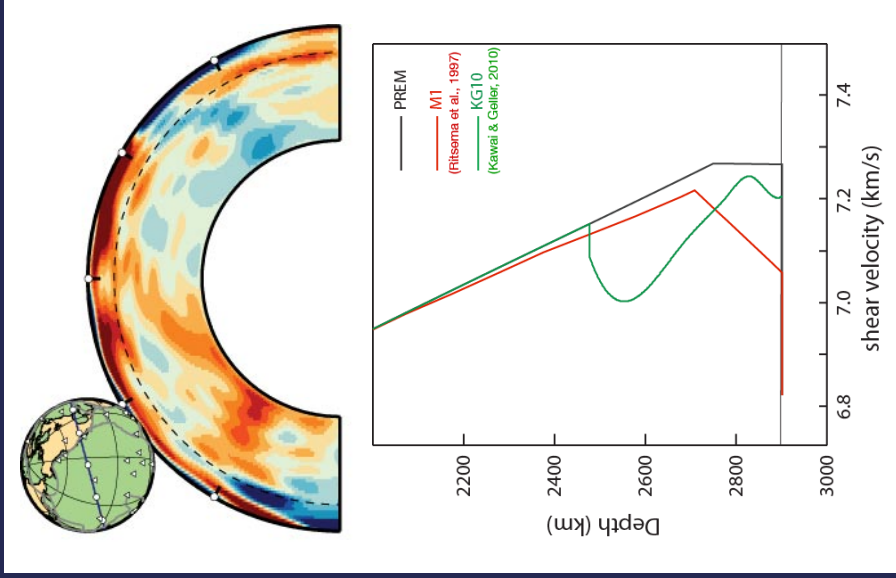 PREM
M1
(Ritsema et al., 1997)
KG10
(Kawai & Geller, 2010)
7.4
7.2
7.0
6.8
shear velocity (km/s)
2200
2400
2600
2800
3000
Depth (km)